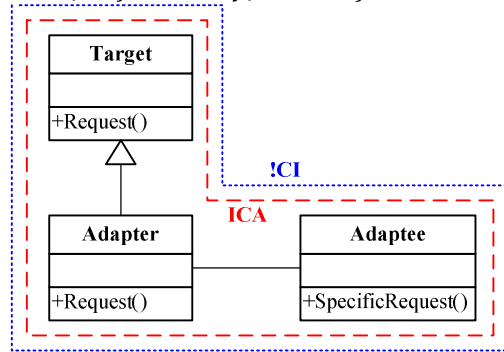 Target
+Request()
!CI
ICA
Adapter
+Request()
Adaptee
+SpecificRequest()